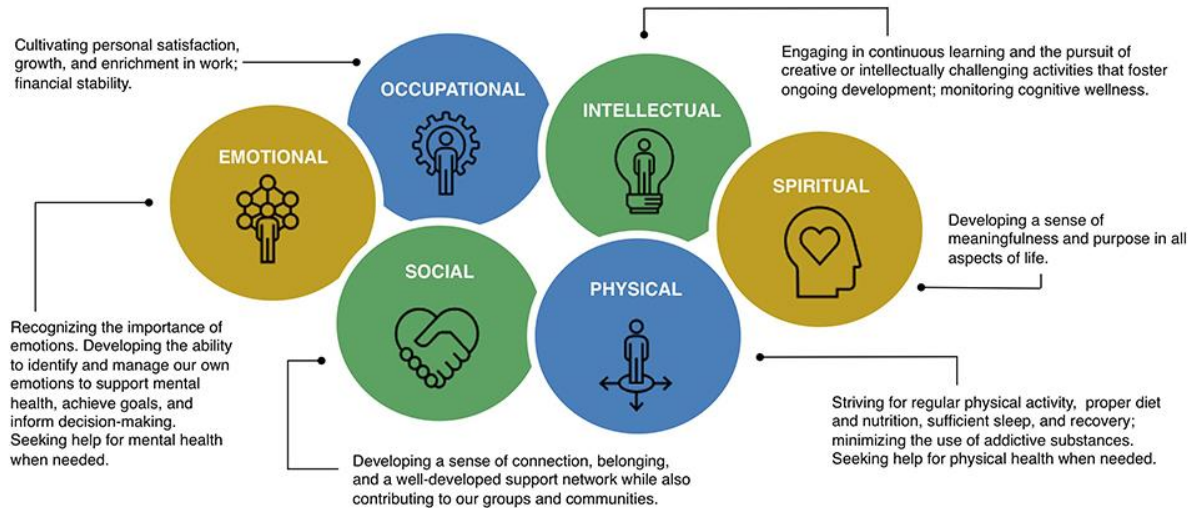 Cultivating personal satisfaction,
growth, and enrichment in work;
financial stability.
OCCUPATIONAL
INTELLECTUAL
Engaging in continuous learning and the pursuit of
creative or intellectually challenging activities that foster
ongoing development; monitoring cognitive wellness.
EMOTIONAL
SPIRITUAL
Developing a sense of
meaningfulness and purpose in all
aspects of life.
SOCIAL
PHYSICAL
Recognizing the importance of
emotions. Developing the ability
to identify and manage our own
emotions to support mental
health, achieve goals, and
inform decision-making.
Seeking help for mental health
when needed.
Developing a sense of connection, belonging,
and a well-developed support network while also
contributing to our groups and communities.
Striving for regular physical activity, proper diet
and nutrition, sufficient sleep, and recovery;
minimizing the use of addictive substances.
Seeking help for physical health when needed.